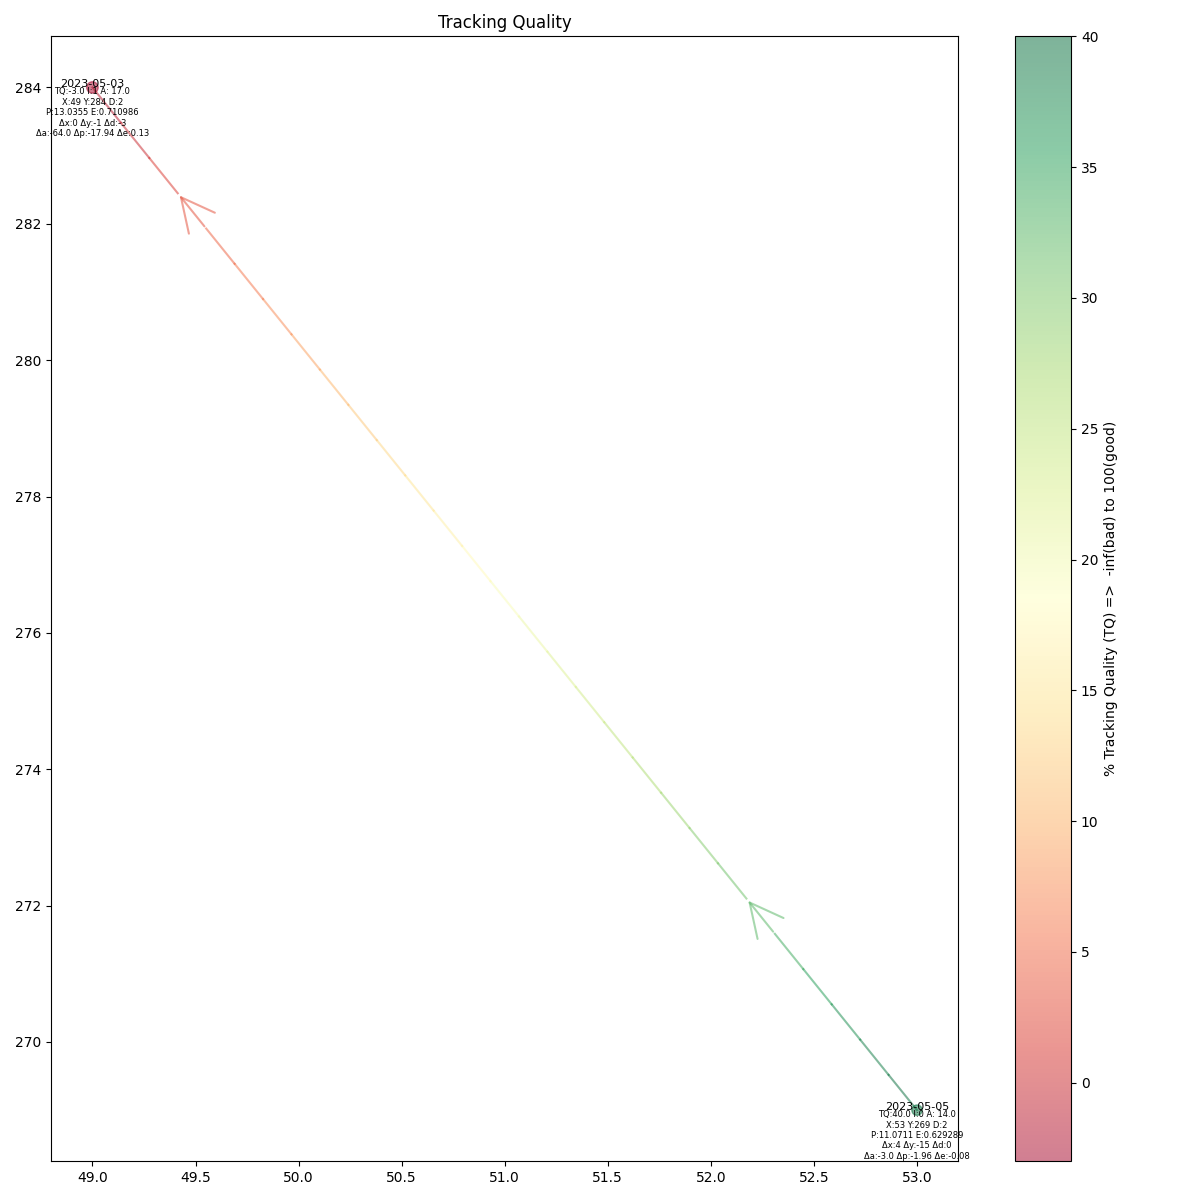 Tracking Quality
2023-05-03
TQ:-3.0 A: 17.0
X:49 Y:284 D:2
P:13.0355 E:0.710986
Δx:0 Δy:-1 Δd:-3
Δa:-64.0 Δp:-17.94 Δe:0.13
2023-05-05
TQ:40.0 A: 14.0
X:53 Y:269 D:2
P:11.0711 E:0.629289
Δx:4 Δy:-15 Δd:0
Δa:-3.0 Δp:-1.96 Δe:-0.08
284
282
280
278
276
274
272
270
49.0 49.5 50.0 50.5 51.0 51.5 52.0 52.5 53.0
40
35
30
25
20
15
10
5
0
% Tracking Quality (TQ) => -inf(bad) to 100(good)